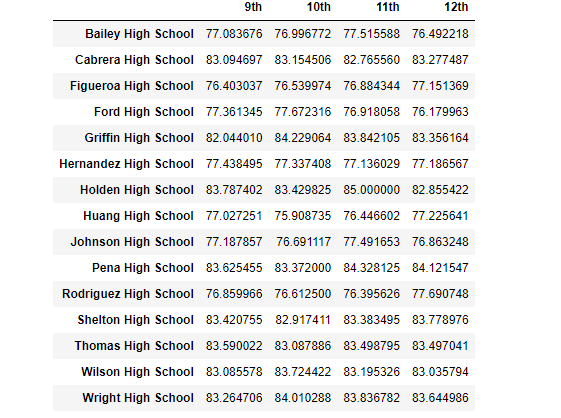 9th 10th 11th 12th
Bailey High School 77.083676 76.996772 77.515588 76.492218
Cabrera High School 83.094697 83.154506 82.765560 83.277487
Figueroa High School 76.403037 76.539974 76.884344 77.151369
Ford High School 77.361345 77.672316 76.918058 76.179963
Griffin High School 82.044010 84.229064 83.842105 83.356164
Hernandez High School 77.438495 77.337408 77.136029 77.186567
Holden High School 83.787402 83.429825 85.000000 82.855422
Huang High School 77.027251 75.908735 76.446602 77.225641
Johnson High School 77.187857 76.691117 77.491653 76.863248
Pena High School 83.625455 83.372000 84.328125 84.121547
Rodriguez High School 76.859966 76.612500 76.395626 77.690748
Shelton High School 83.420755 82.917411 83.383495 83.778976
Thomas High School 83.590022 83.087886 83.498795 83.497041
Wilson High School 83.085578 83.724422 83.195326 83.035794
Wright High School 83.264706 84.010288 83.836782 83.644986